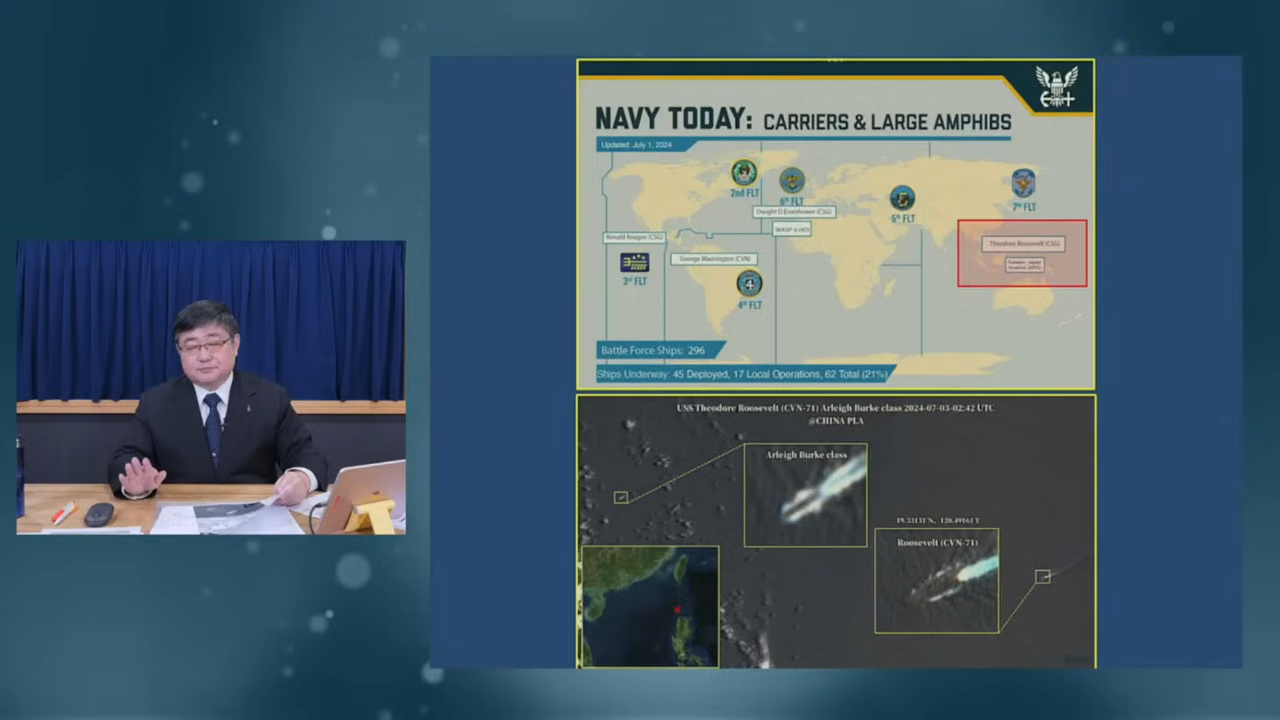 NAVY TODAY: CARRIERS & LARGE AMPHIBS
Updated: July 1, 2024
2nd FLT
6th FLT
5th FLT
7th FLT
Dwight D Eisenhower (CSG)
WASP (LHD)
Ronald Reagan (CSG)
George Washington (CVN)
Theodore Roosevelt (CSG)
3rd FLT
4
4th FLT
Battle Force Ships: 296
Ships Underway: 45 Deployed, 17 Local Operations, 62 Total (21%)
USS Theodore Roosevelt (CVN-71) Arleigh Burke class 2024-07-03-02:42 UTC
@CHINA PLA
Arleigh Burke class
Roosevelt (CVN-71)